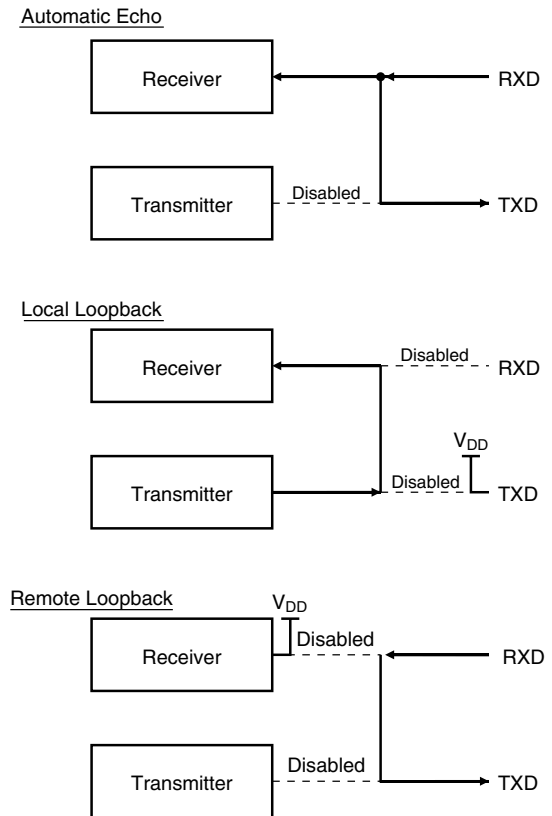 Automatic Echo
Receiver
RXD
Transmitter
Disabled
TXD
Local Loopback
Receiver
Disabled
RXD
VDD
Transmitter
Disabled
TXD
Remote Loopback
VDD
Receiver
Disabled
RXD
Transmitter
Disabled
TXD